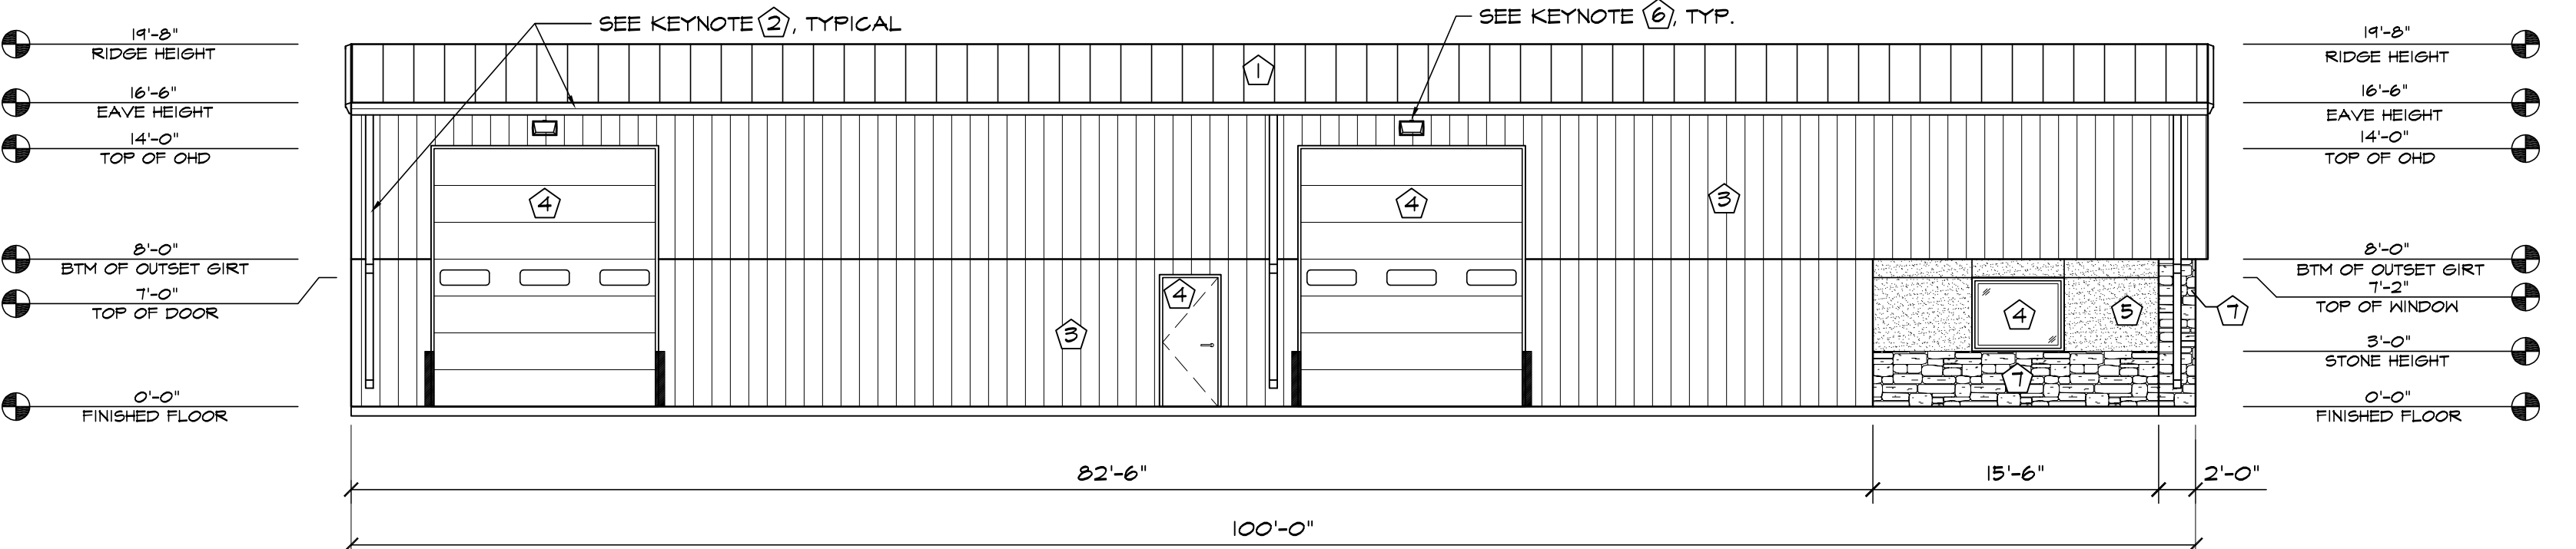 SEE KEYNOTE 2, TYPICAL
SEE KEYNOTE 6, TYP.
19'-8"
RIDGE HEIGHT
16'-6"
EAVE HEIGHT
14'-0"
TOP OF OHD
8'-0"
BTM OF OUTSET GIRT
7'-0"
TOP OF DOOR
0'-0"
FINISHED FLOOR
1
4
4
3
4
3
4
5
7
7
19'-8"
RIDGE HEIGHT
16'-6"
EAVE HEIGHT
14'-0"
TOP OF OHD
8'-0"
BTM OF OUTSET GIRT
7'-2"
TOP OF WINDOW
3'-0"
STONE HEIGHT
0'-0"
FINISHED FLOOR
82'-6"
15'-6"
2'-0"
100'-0"